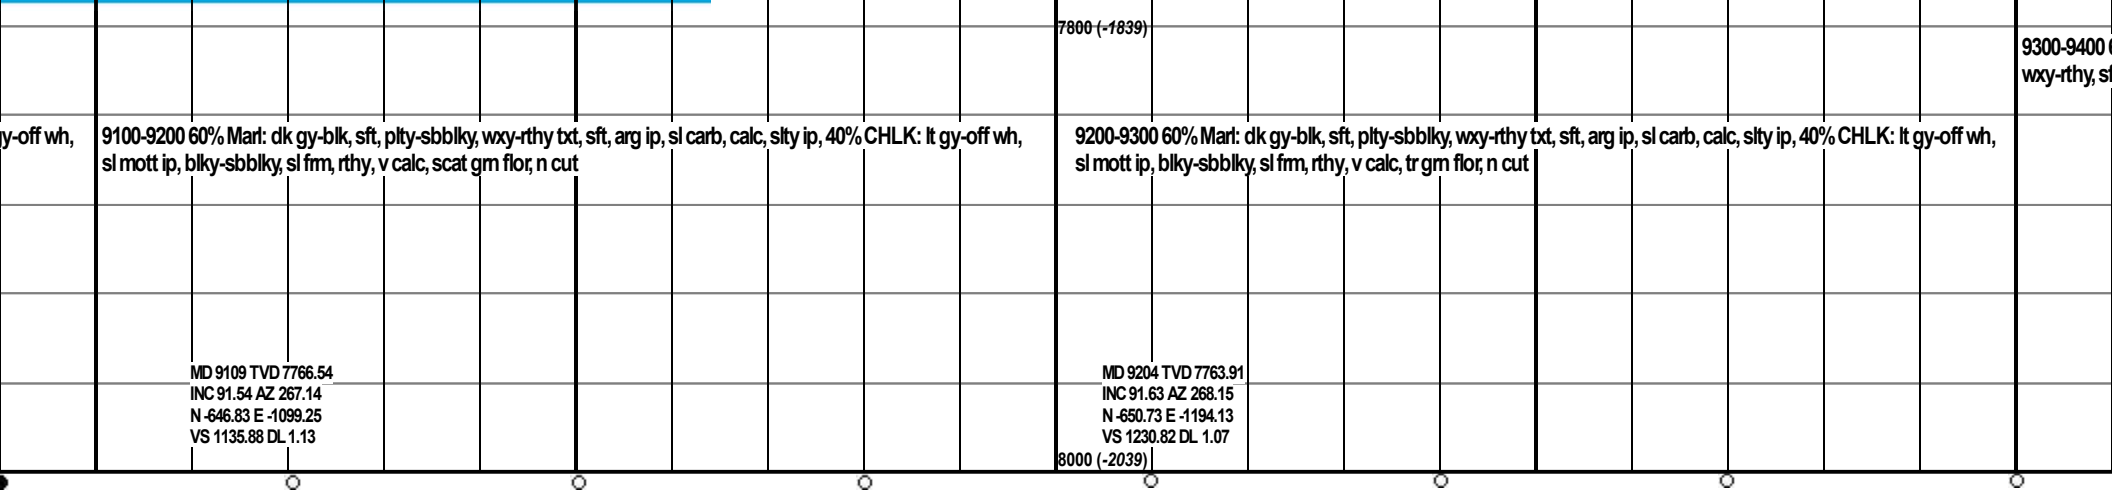 7800 (-1839)
9300-9400
wxy-rthy,
gy-off wh,
9100-9200 60% Marl: dk gy-blk, sft, plty-sbblky, wxy-rthy txt, sft, arg ip, sl carb, calc, slty ip, 40% CHLK: lt gy-off wh,
sl mott ip, blky-sbblky, sl frm, rthy, v calc, scat grn flor, n cut
9200-9300 60% Marl: dk gy-blk, sft, plty-sbblky, wxy-rthy txt, sft, arg ip, sl carb, calc, slty ip, 40% CHLK: lt gy-off wh,
sl mott ip, blky-sbblky, sl frm, rthy, v calc, tr grn flor, n cut
MD 9109 TVD 7766.54
INC 91.54 AZ 267.14
N -646.83 E -1099.25
VS 1135.88 DL 1.13
MD 9204 TVD 7763.91
INC 91.63 AZ 268.15
N -650.73 E -1194.13
VS 1230.82 DL 1.07
8000 (-2039)